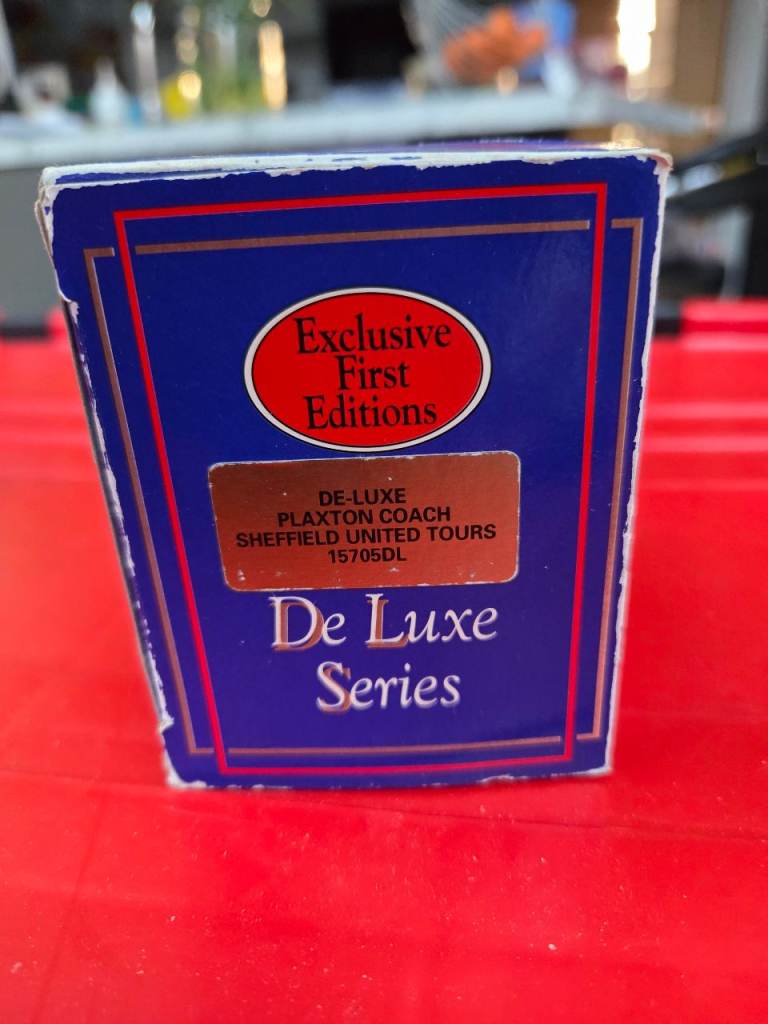 Exclusive
First
Editions
DE-LUXE
PLAXTON COACH
SHEFFIELD UNITED TOURS
15705DL
De Luxe
Series